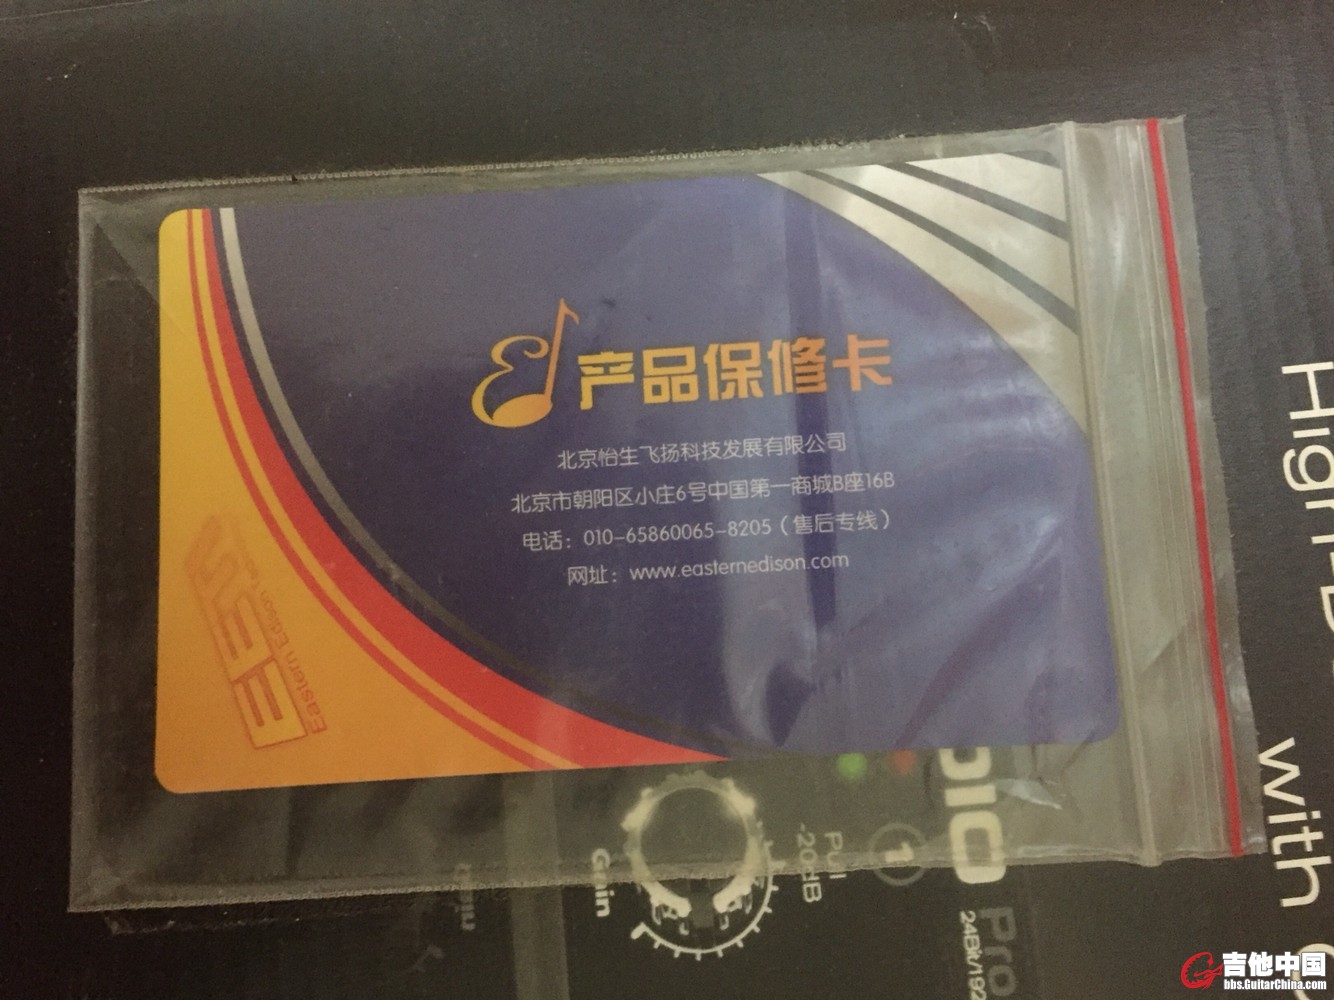 产品保修卡
北京怡生飞扬科技发展有限公司
北京市朝阳区小庄6号中国第一商城B座16B
电话：010-65860065-8205（售后专线）
网址：www.easternedison.com
Eastern Edison
Gain
Pull
-20dB
1
Pro
24Bit/192
with
吉他中国
bbs.GuitarChina.com